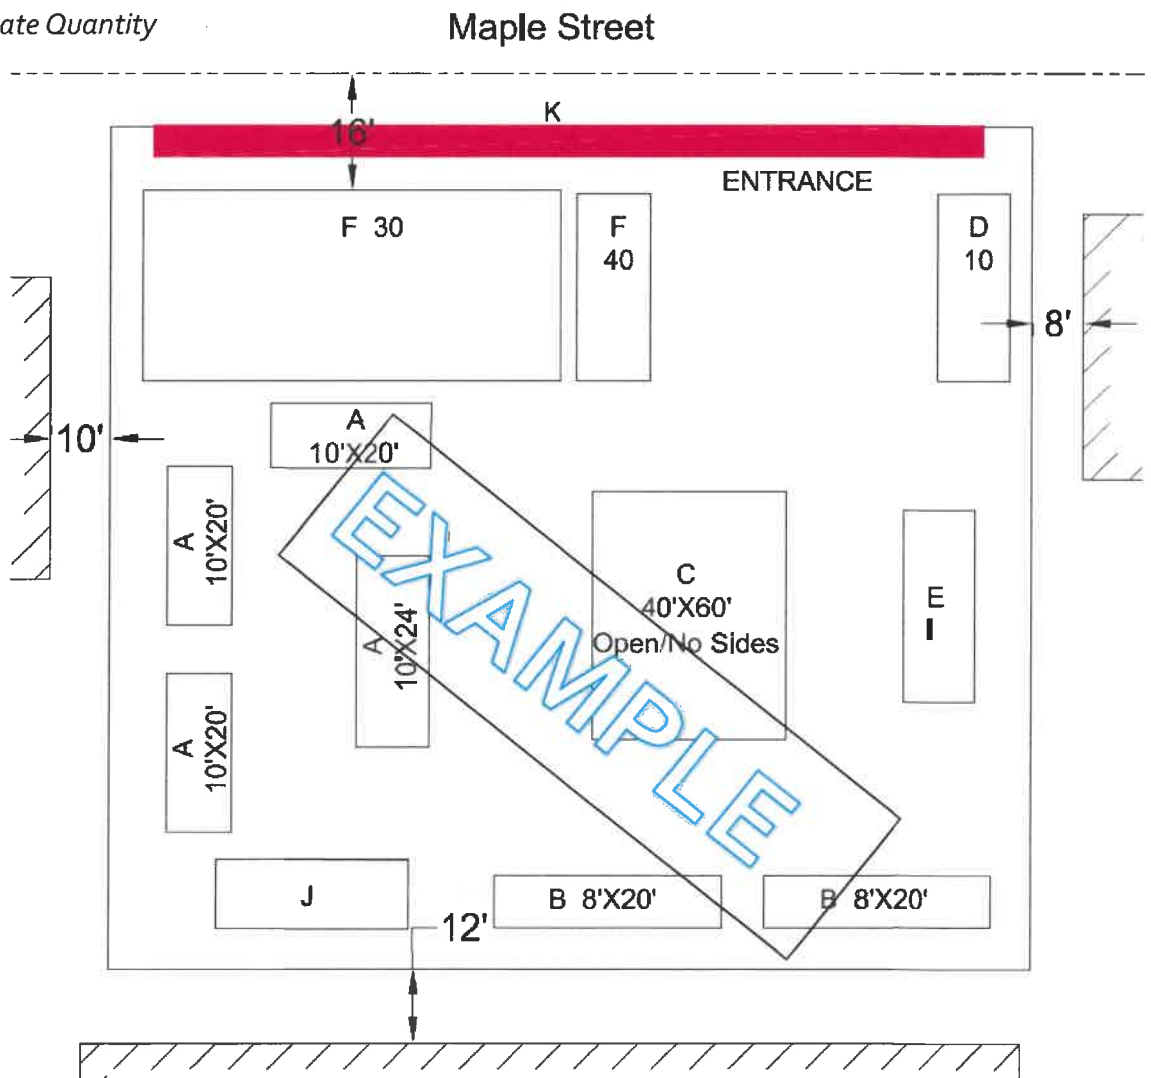 ate Quantity
Maple Street
K
16'
ENTRANCE
F 30
F
40
D
10
8'
10'
A
10'X20'
A
10'X20'
A
10'X24'
C
40'X60'
Open/No Sides
E
I
A
10'X20'
EXAMPLE
J
12'
B 8'X20'
B 8'X20'